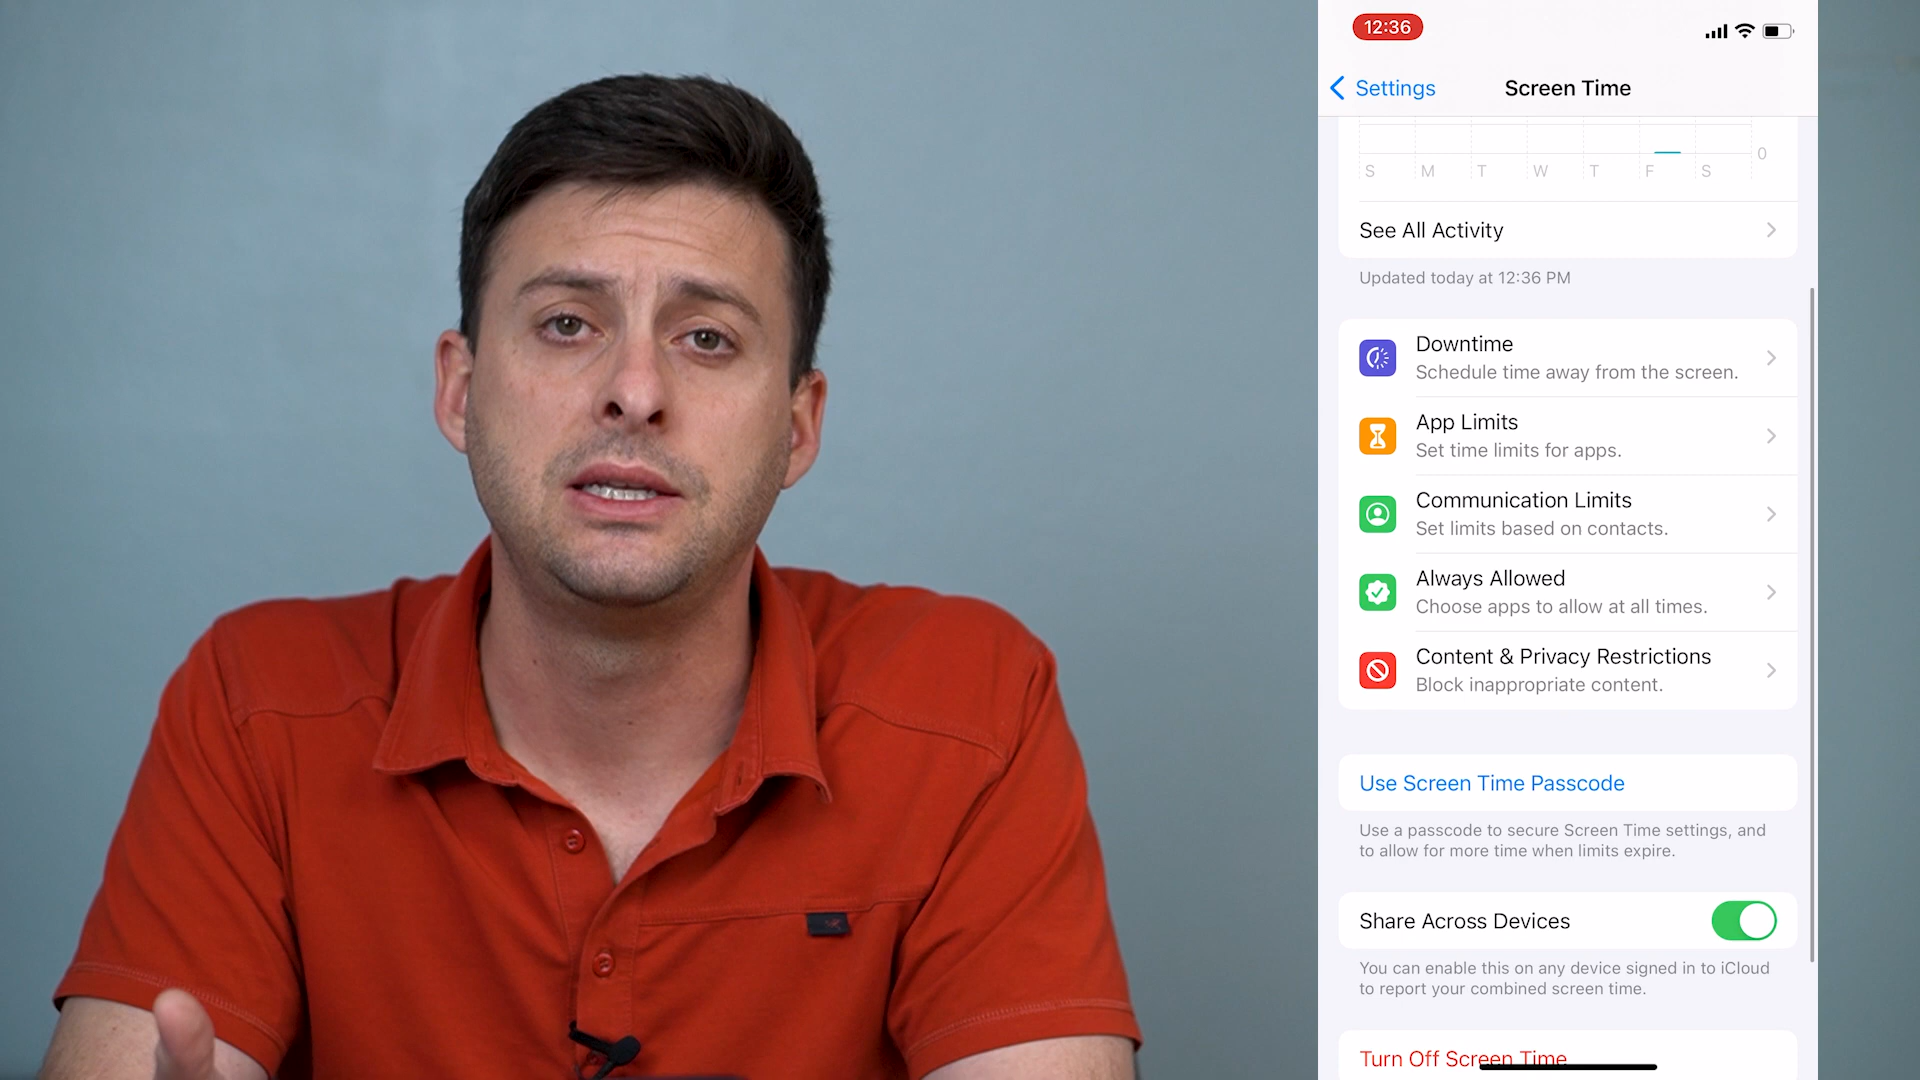 12:36
Settings
Screen Time
0
S M T W T F S
See All Activity
Updated today at 12:36 PM
Downtime
Schedule time away from the screen.
App Limits
Set time limits for apps.
Communication Limits
Set limits based on contacts.
Always Allowed
Choose apps to allow at all times.
Content & Privacy Restrictions
Block inappropriate content.
Use Screen Time Passcode
Use a passcode to secure Screen Time settings, and
to allow for more time when limits expire.
Share Across Devices
You can enable this on any device signed in to iCloud
to report your combined screen time.
Turn Off Screen Time